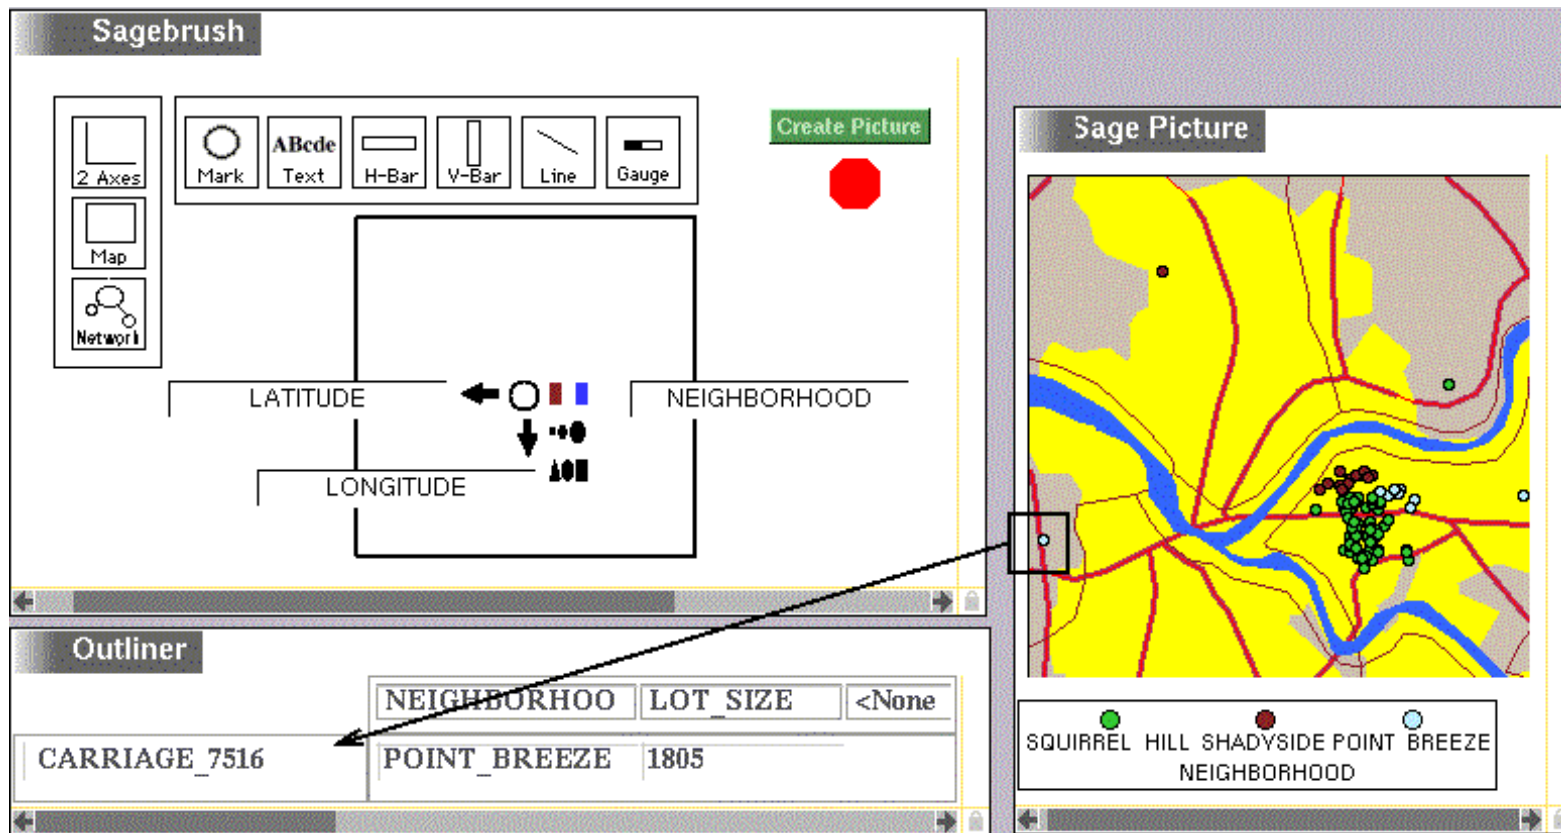 Sagebrush
2 Axes
Map
Network
Mark
ABcde
Text
H-Bar
V-Bar
Line
Gauge
Create Picture
LATITUDE
NEIGHBORHOOD
LONGITUDE
Outliner
NEIGHBORHOO LOT_SIZE <None
CARRIAGE_7516 POINT_BREEZE 1805
Sage Picture
SQUIRREL HILL SHADYSIDE POINT BREEZE
NEIGHBORHOOD